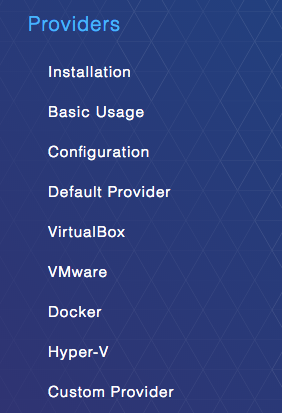 Providers
Installation
Basic Usage
Configuration
Default Provider
VirtualBox
VMware
Docker
Hyper-V
Custom Provider